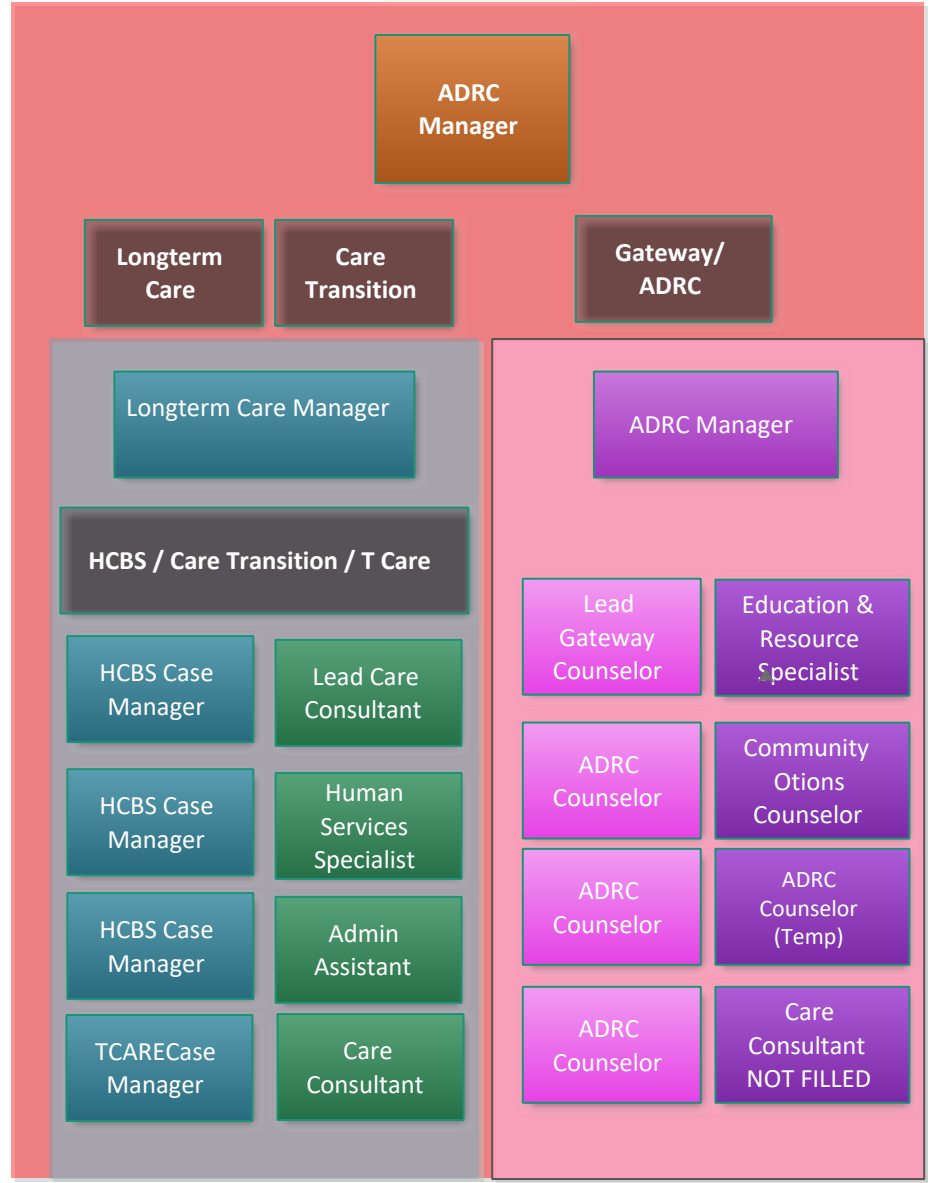 ADRC
Manager
Longterm
Care
Care
Transition
Gateway/
ADRC
Longterm Care Manager
ADRC Manager
HCBS / Care Transition / T Care
HCBS Case
Manager
Lead Care
Consultant
HCBS Case
Manager
Human
Services
Specialist
HCBS Case
Manager
Admin
Assistant
TCARECase
Manager
Care
Consultant
Lead
Gateway
Counselor
Education &
Resource
Specialist
ADRC
Counselor
Community
Otions
Counselor
ADRC
Counselor
ADRC
Counselor
(Temp)
ADRC
Counselor
Care
Consultant
NOT FILLED